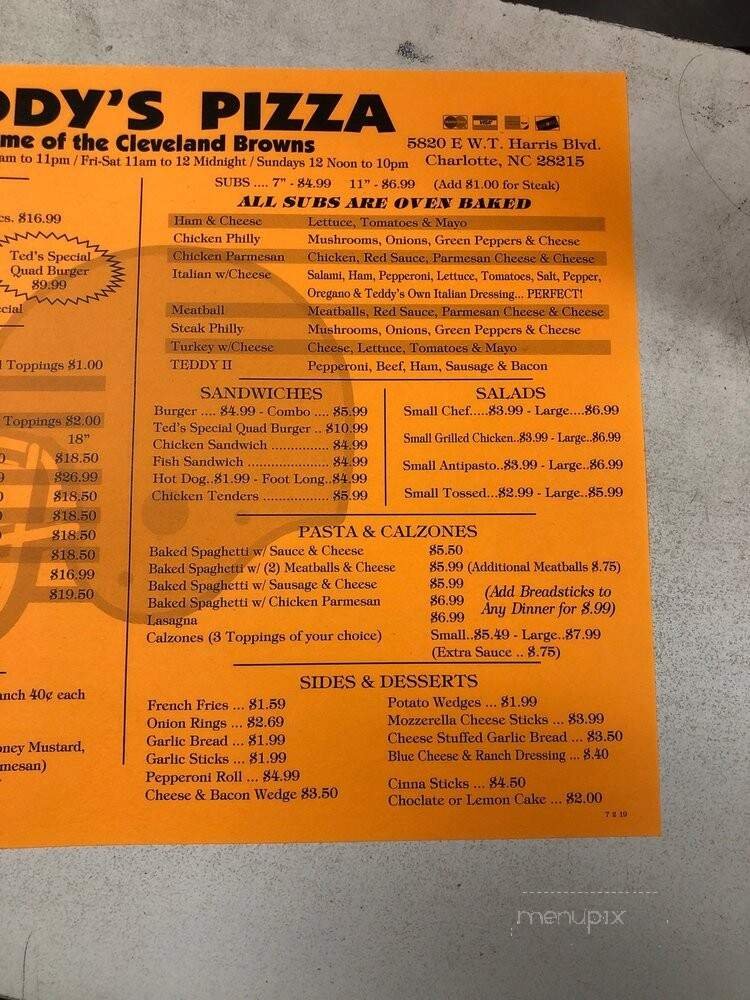 DDY'S PIZZA
me of the Cleveland Browns
am to 11pm / Fri-Sat 11am to 12 Midnight / Sundays 12 Noon to 10pm
VISA
5820 E W.T. Harris Blvd.
Charlotte, NC 28215
cs. $16.99
Ted's Special
Quad Burger
$9.99
cial
l Toppings $1.00
Toppings $2.00
18"
0 $18.50
9 $26.99
0 $18.50
0 $18.50
0 $18.50
0 $18.50
9 $16.99
0 $19.50
anch 40¢ each
oney Mustard,
mesan)
SUBS .... 7" - $4.99 11" - $6.99 (Add $1.00 for Steak)
ALL SUBS ARE OVEN BAKED
Ham & Cheese Lettuce, Tomatoes & Mayo
Chicken Philly Mushrooms, Onions, Green Peppers & Cheese
Chicken Parmesan Chicken, Red Sauce, Parmesan Cheese & Cheese
Italian w/Cheese Salami, Ham, Pepperoni, Lettuce, Tomatoes, Salt, Pepper,
Oregano & Teddy's Own Italian Dressing... PERFECT!
Meatball Meatballs, Red Sauce, Parmesan Cheese & Cheese
Steak Philly Mushrooms, Onions, Green Peppers & Cheese
Turkey w/Cheese Cheese, Lettuce, Tomatoes & Mayo
TEDDY II Pepperoni, Beef, Ham, Sausage & Bacon
SANDWICHES
Burger .... $4.99 - Combo .... $5.99
Ted's Special Quad Burger .. $10.99
Chicken Sandwich ................ $4.99
Fish Sandwich ..................... $4.99
Hot Dog..$1.99 - Foot Long..$4.99
Chicken Tenders .................. $5.99
SALADS
Small Chef.....$3.99 - Large....$6.99
Small Grilled Chicken..$3.99 - Large..$6.99
Small Antipasto..$3.99 - Large..$6.99
Small Tossed...$2.99 - Large..$5.99
PASTA & CALZONES
Baked Spaghetti w/ Sauce & Cheese $5.50
Baked Spaghetti w/ (2) Meatballs & Cheese $5.99 (Additional Meatballs $.75)
Baked Spaghetti w/ Sausage & Cheese $5.99
Baked Spaghetti w/ Chicken Parmesan $6.99
Lasagna $6.99
(Add Breadsticks to
Any Dinner for $.99)
Calzones (3 Toppings of your choice) Small..$5.49 - Large..$7.99
(Extra Sauce .. $.75)
SIDES & DESSERTS
French Fries ... $1.59
Onion Rings ... $2.69
Garlic Bread ... $1.99
Garlic Sticks ... $1.99
Pepperoni Roll ... $4.99
Cheese & Bacon Wedge $3.50
Potato Wedges ... $1.99
Mozzerella Cheese Sticks ... $3.99
Cheese Stuffed Garlic Bread ... $3.50
Blue Cheese & Ranch Dressing ... $.40
Cinna Sticks ... $4.50
Choclate or Lemon Cake ... $2.00
7 2 19
menupix